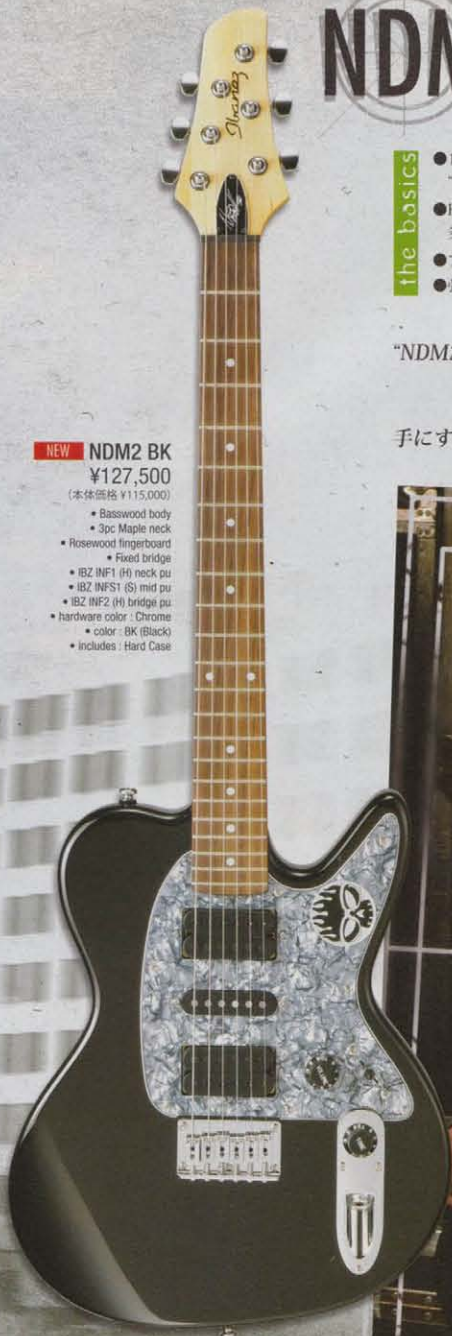 NDM
Ibanez
the basics
"NDM2
手にす
NEW NDM2 BK
¥127,500
(本体価格 ¥115,000)
• Basswood body
• 3pc Maple neck
• Rosewood fingerboard
• Fixed bridge
• IBZ INF1 (H) neck pu
• IBZ INFS1 (S) mid pu
• IBZ INF2 (H) bridge pu
• hardware color : Chrome
• color : BK (Black)
• includes : Hard Case